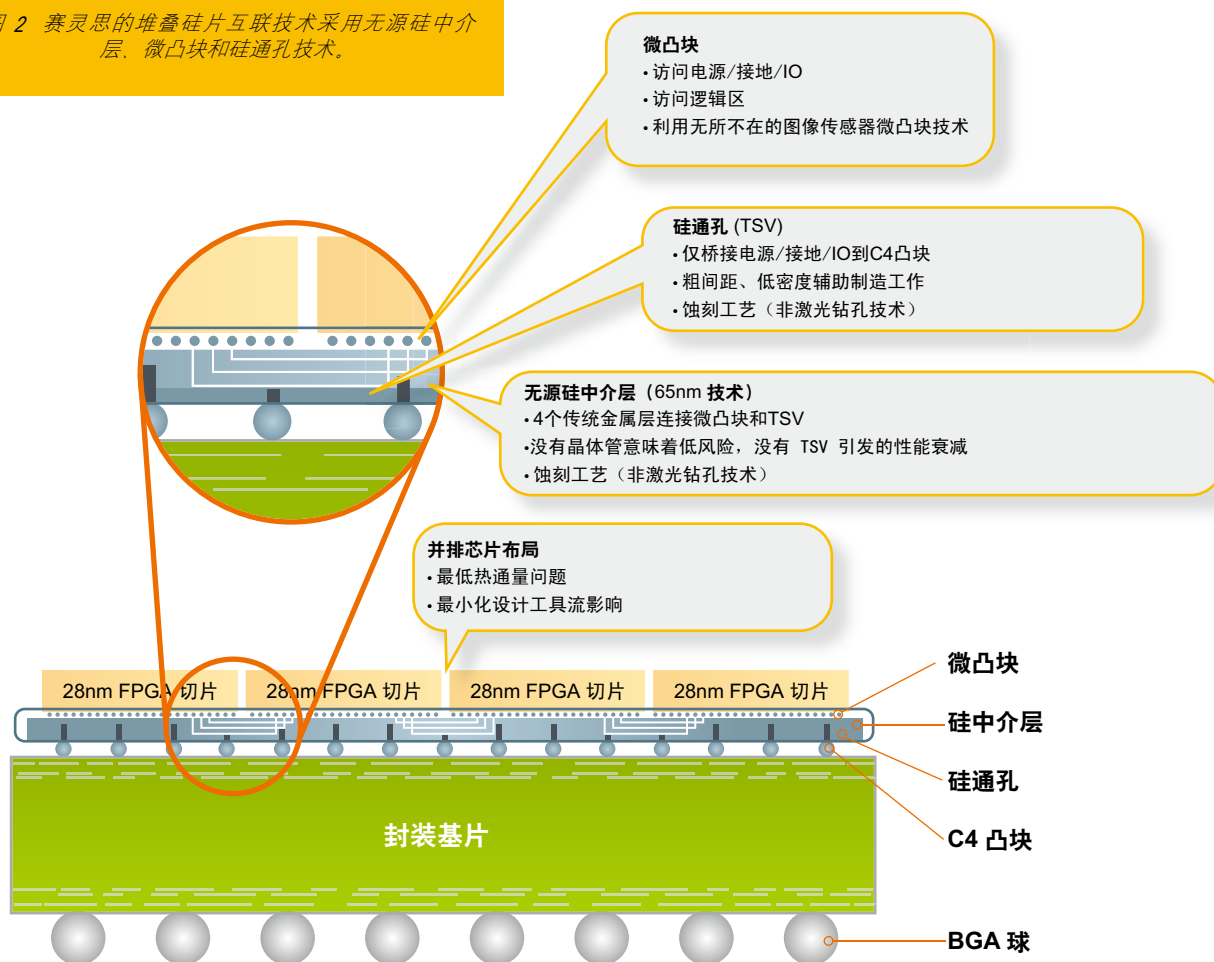 2 赛灵思的堆叠硅片互联技术采用无源硅中介
层、微凸块和硅通孔技术。
微凸块
• 访问电源/接地/IO
• 访问逻辑区
• 利用无所不在的图像传感器微凸块技术
硅通孔 (TSV)
• 仅桥接电源/接地/IO到C4凸块
• 粗间距、低密度辅助制造工作
• 蚀刻工艺（非激光钻孔技术）
无源硅中介层（65nm 技术）
• 4个传统金属层连接微凸块和TSV
•没有晶体管意味着低风险，没有 TSV 引发的性能衰减
• 蚀刻工艺（非激光钻孔技术）
并排芯片布局
• 最低热通量问题
• 最小化设计工具流影响
28nm FPGA 切片 28nm FPGA 切片 28nm FPGA 切片 28nm FPGA 切片
微凸块
硅中介层
硅通孔
C4 凸块
封装基片
BGA 球